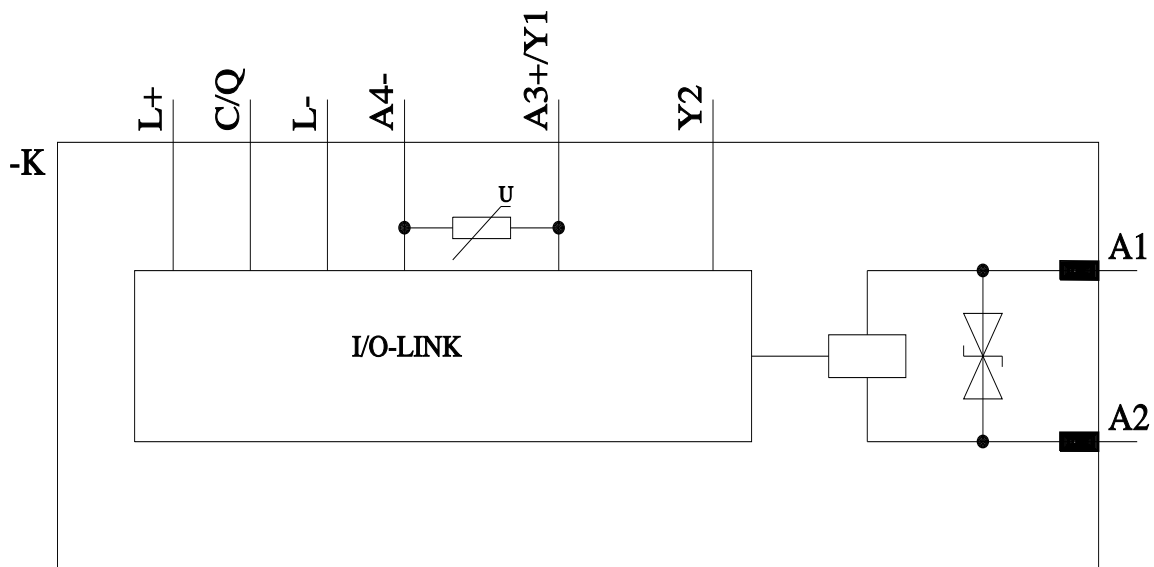 L+
C/Q
L-
A4-
A3+/Y1
Y2
-K
U
A1
I/O-LINK
A2